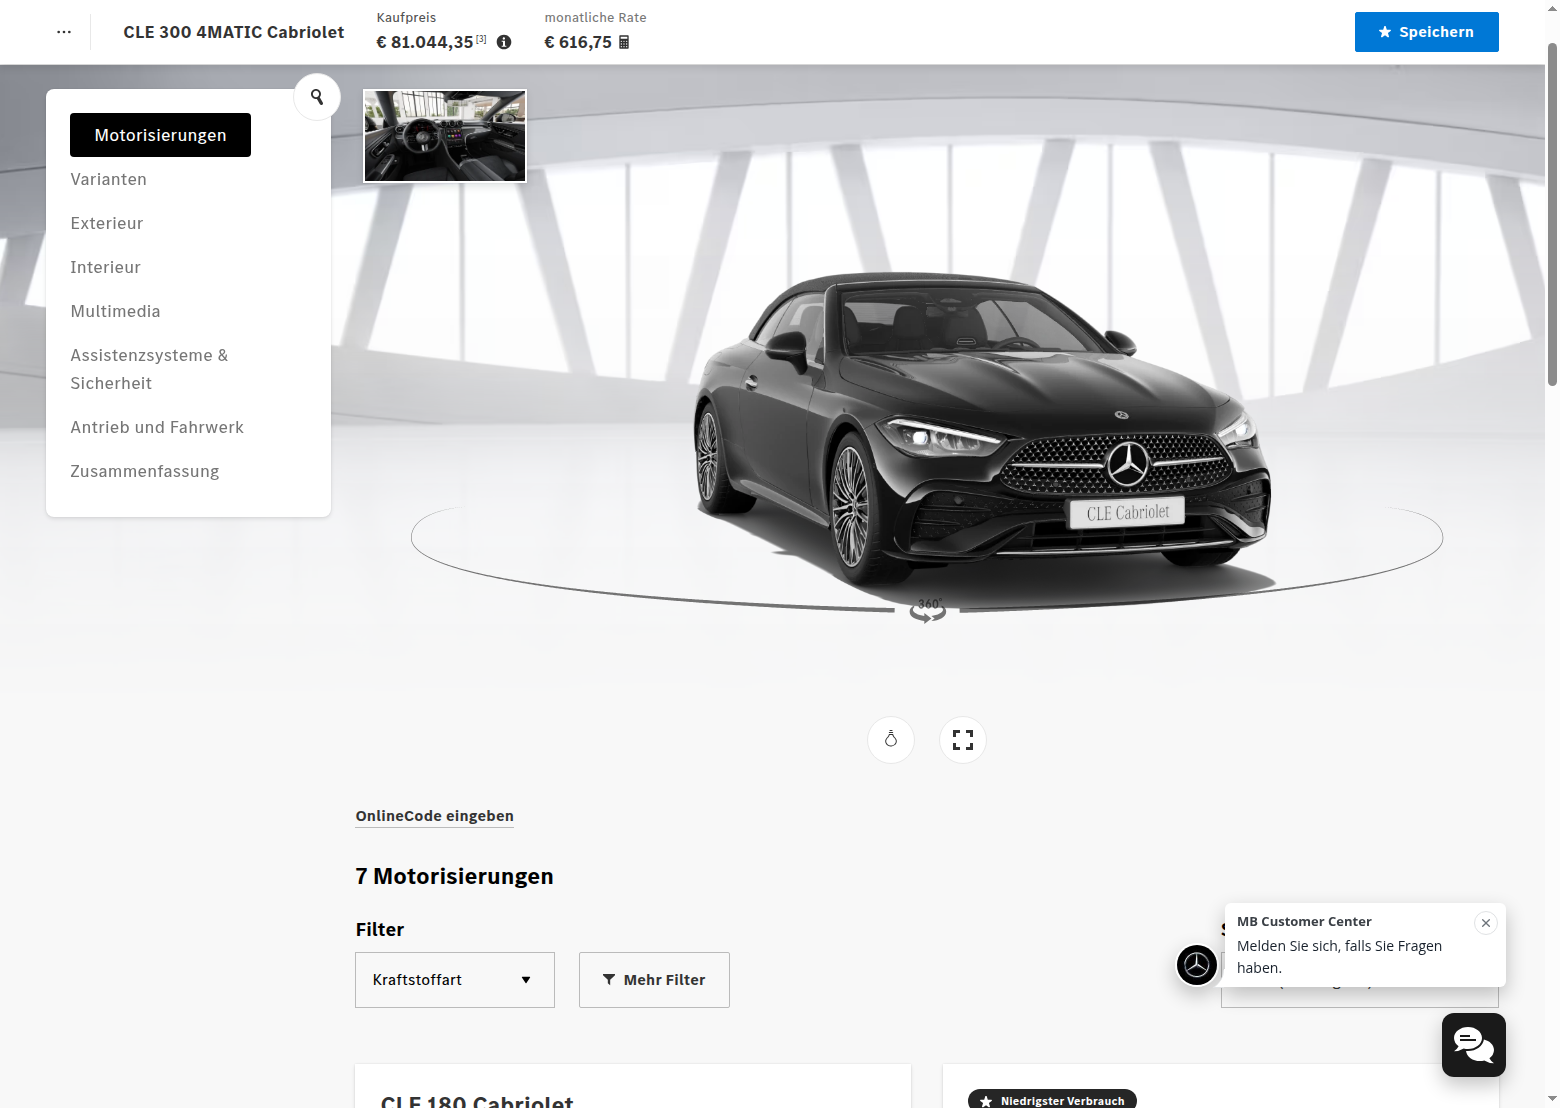 CLE 300 4MATIC Cabriolet
Kaufpreis
€ 81.044,35 [3]
monatliche Rate
€ 616,75
Speichern
Motorisierungen
Varianten
Exterieur
Interieur
Multimedia
Assistenzsysteme &
Sicherheit
Antrieb und Fahrwerk
Zusammenfassung
CLE Cabriolet
360°
OnlineCode eingeben
7 Motorisierungen
Filter
Kraftstoffart
Mehr Filter
MB Customer Center
Melden Sie sich, falls Sie Fragen
haben.
CLE 180 Cabriolet
Niedrigster Verbrauch